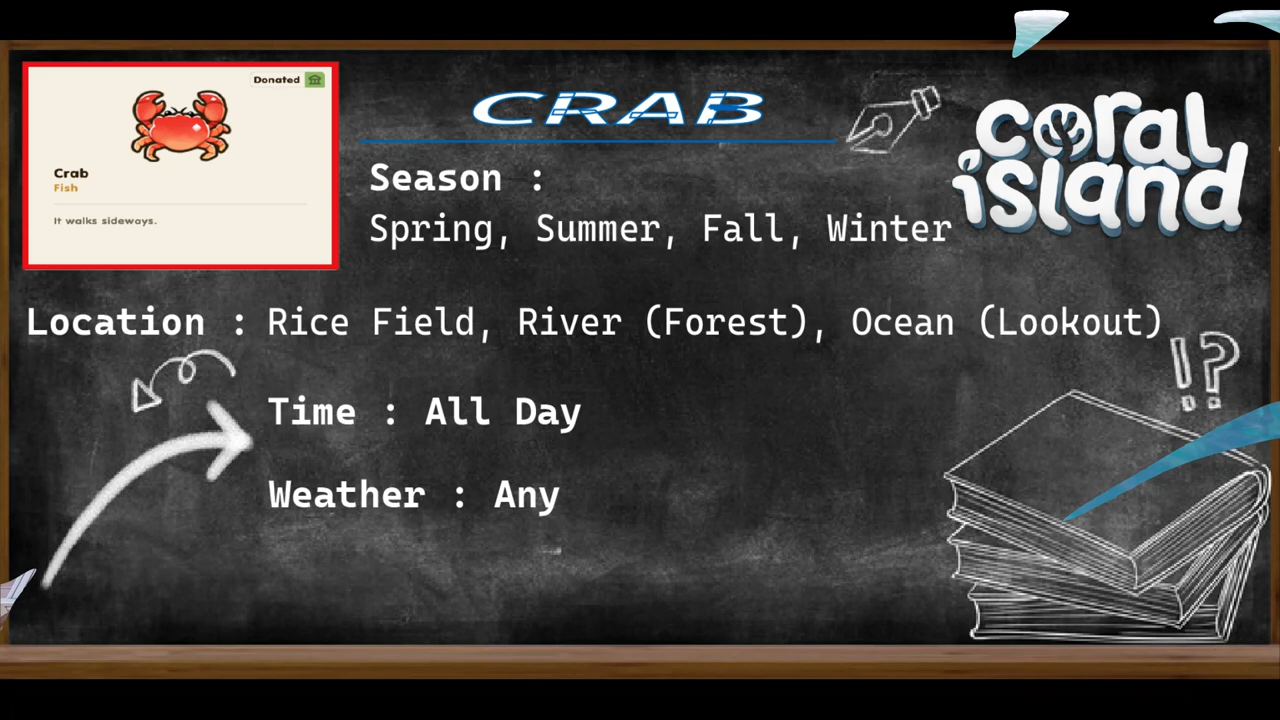 Donated
Crab
Fish
It walks sideways.
CRAB
coral
island
Season :
Spring, Summer, Fall, Winter
Location : Rice Field, River (Forest), Ocean (Lookout)
!?
Time : All Day
Weather : Any